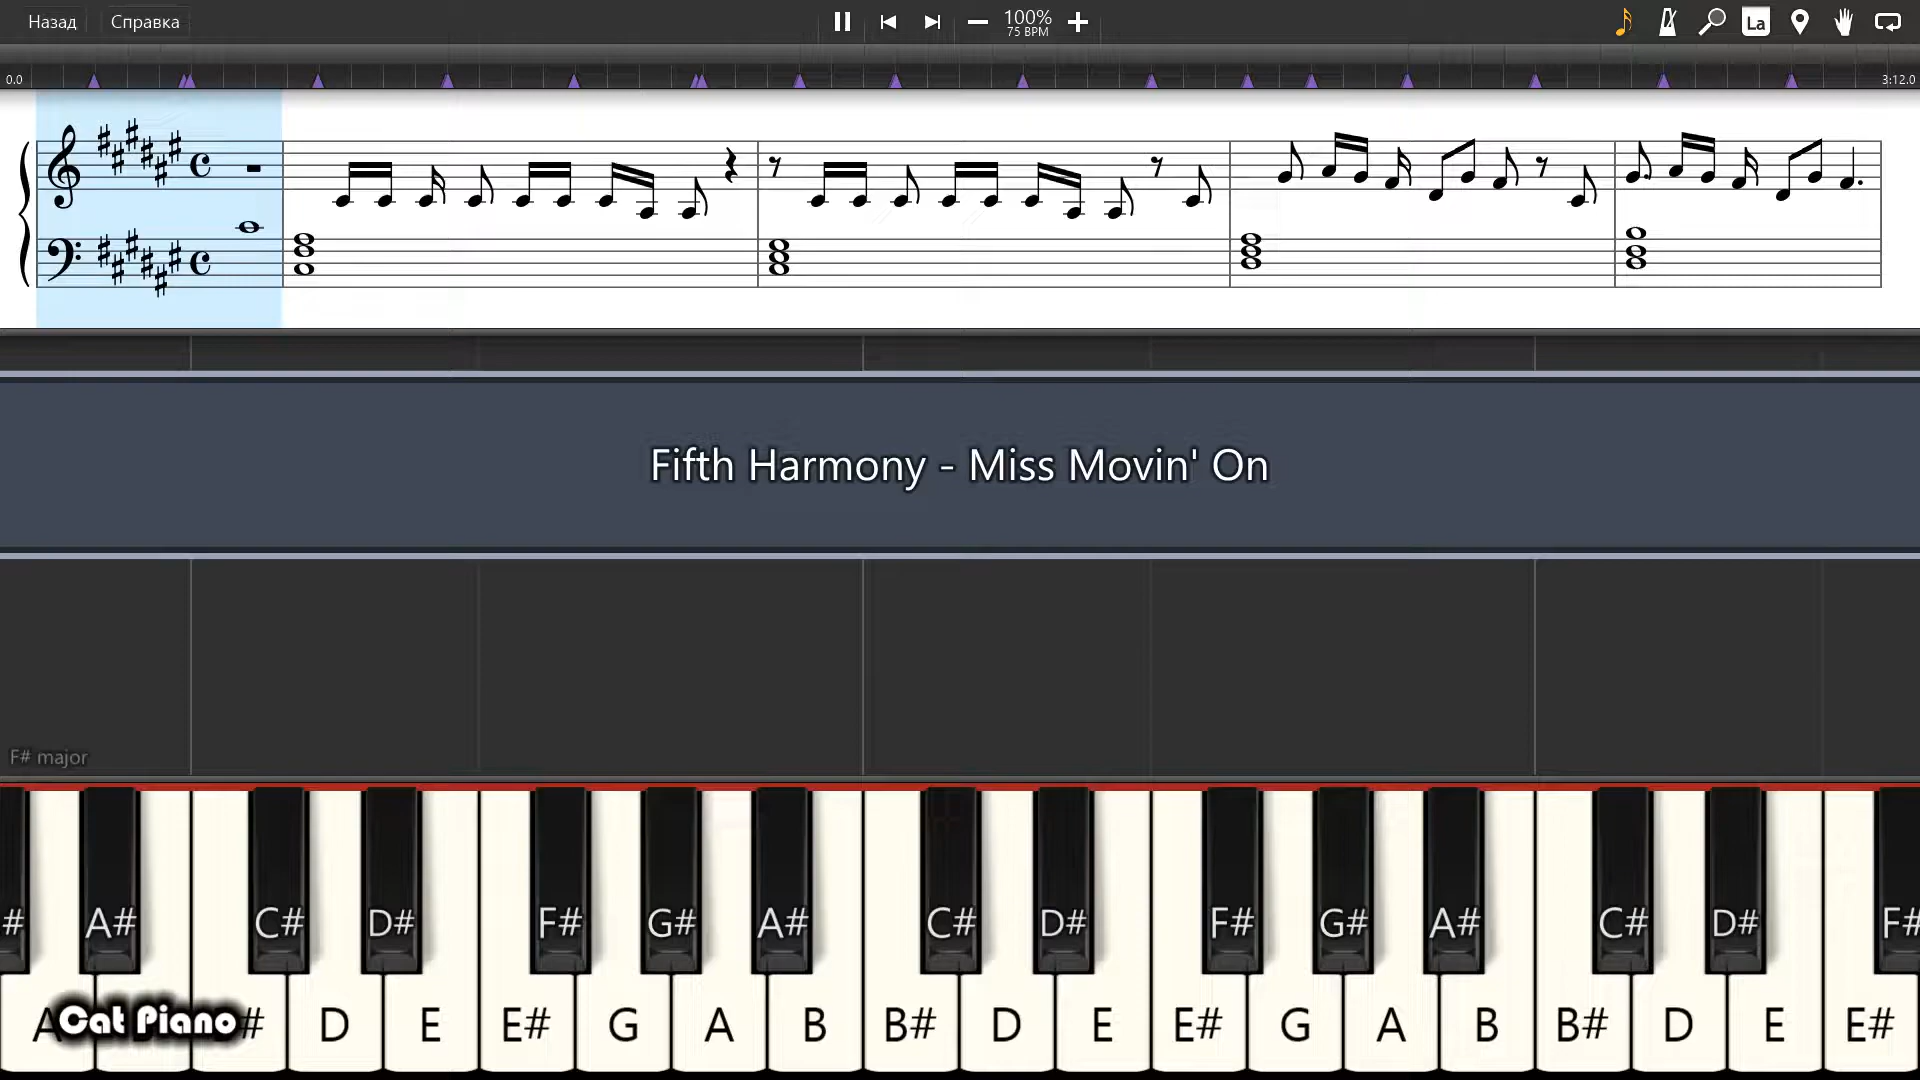 Назад Справка 100%
75 BPM
La
0.0 3:12.0
Fifth Harmony - Miss Movin' On
F# major
# A# C# D# F# G# A# C# D# F# G# A# C# D# F#
A # D E E# G A B B# D E E# G A B B# D E E#
Cat Piano